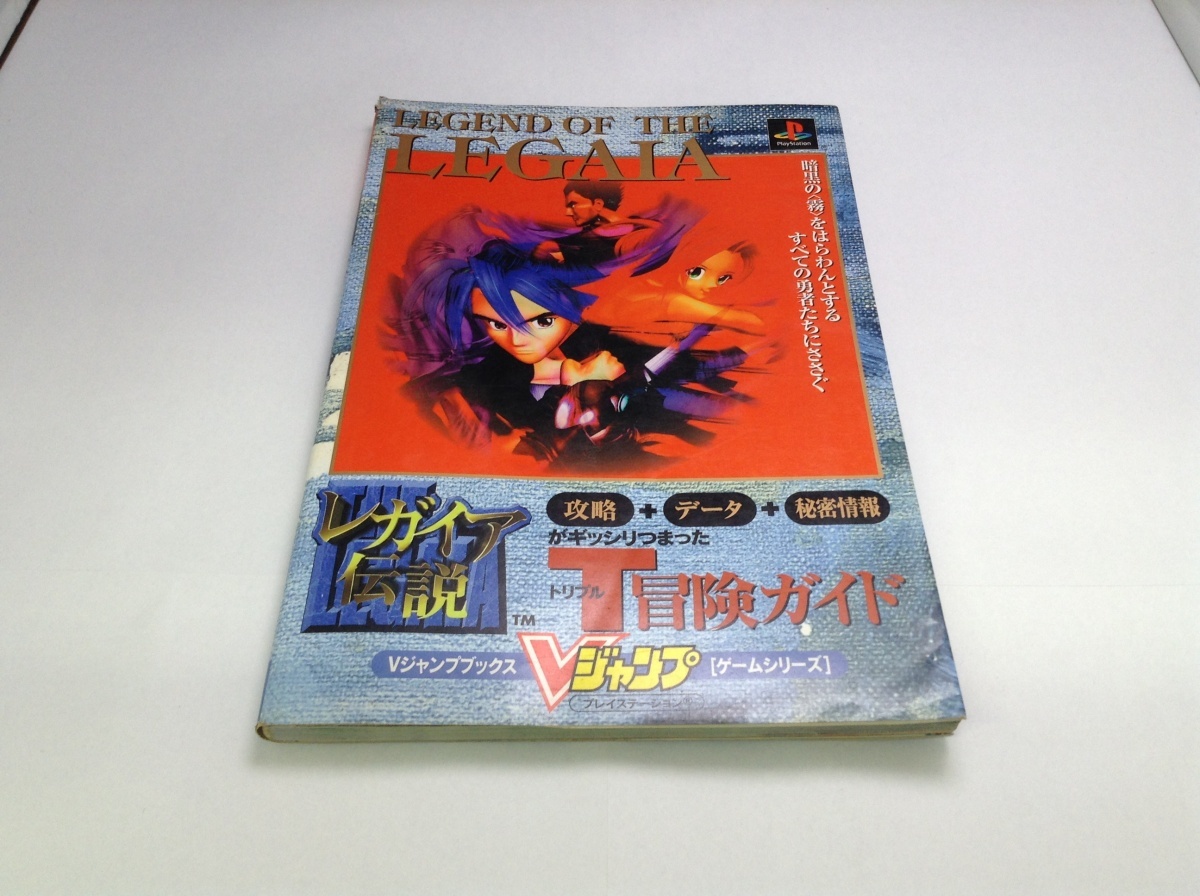 LEGEND OF THE
LEGAIA
PlayStation
暗黒の〈霧〉をはらわんとする
すべての勇者たちにささぐ
レガイア
伝説
TM
攻略+データ+秘密情報
がギッシリつまった
トリプル
T冒険ガイド
Vジャンプブックス
Vジャンプ
[ゲームシリーズ]
プレイステーション